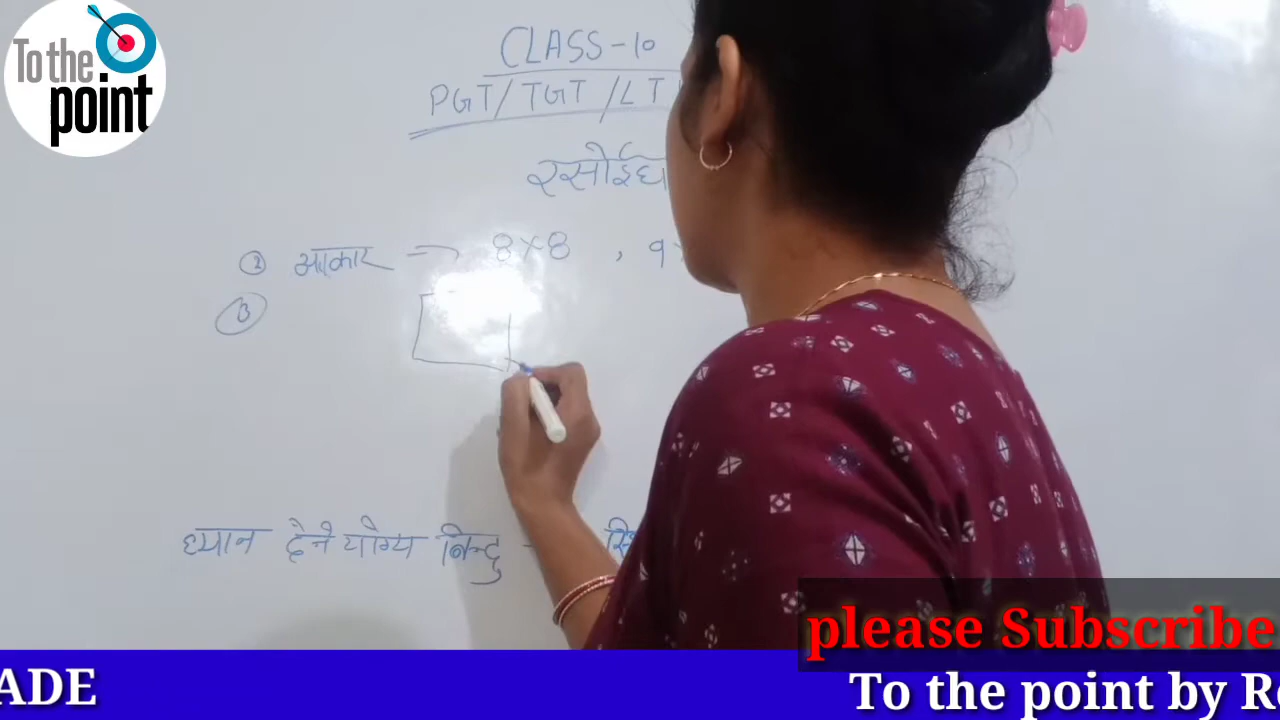 To the
point
CLASS-10
PGT/TGT/LT
रसोईघ
② आकार → 8×8 , 9
③
ध्यान देने योग्य बिन्दु -
please Subscribe
ADE
To the point by R